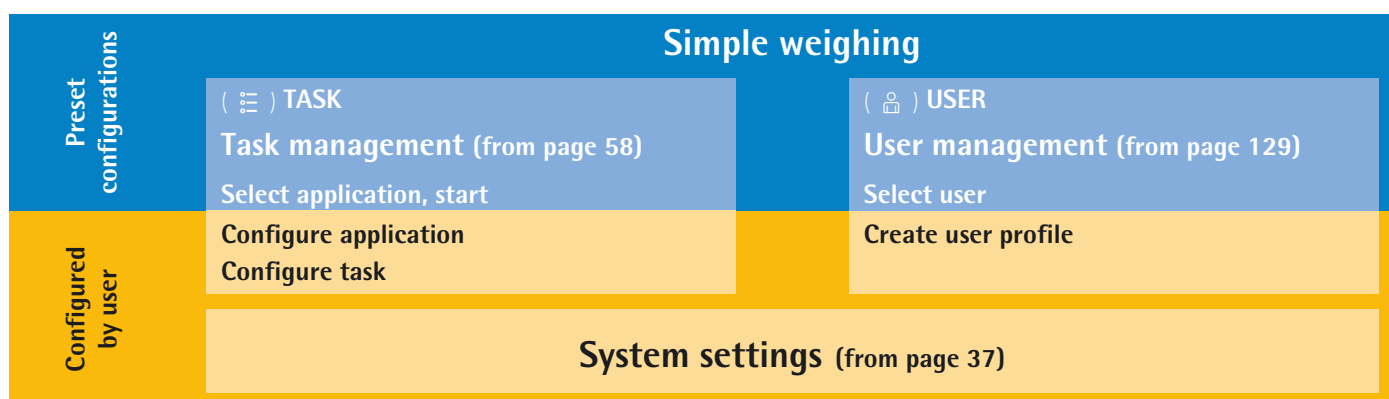 Preset
configurations
Simple weighing
( ) TASK
Task management (from page 58)
Select application, start
( ) USER
User management (from page 129)
Select user
Configured
by user
Configure application
Configure task
Create user profile
System settings (from page 37)